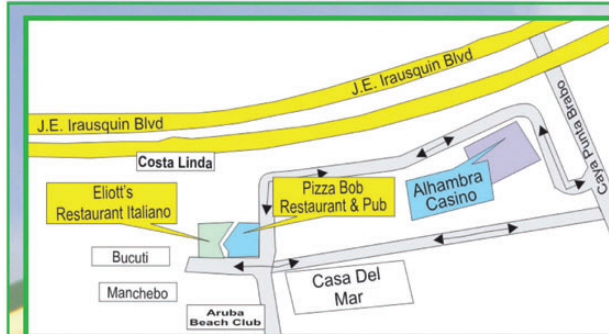 J.E. Irausquin Blvd
J.E. Irausquin Blvd
Caya Punta Brabo
Costa Linda
Eliott's
Restaurant Italiano
Pizza Bob
Restaurant & Pub
Alhambra
Casino
Bucuti
Manchebo
Casa Del
Mar
Aruba
Beach Club